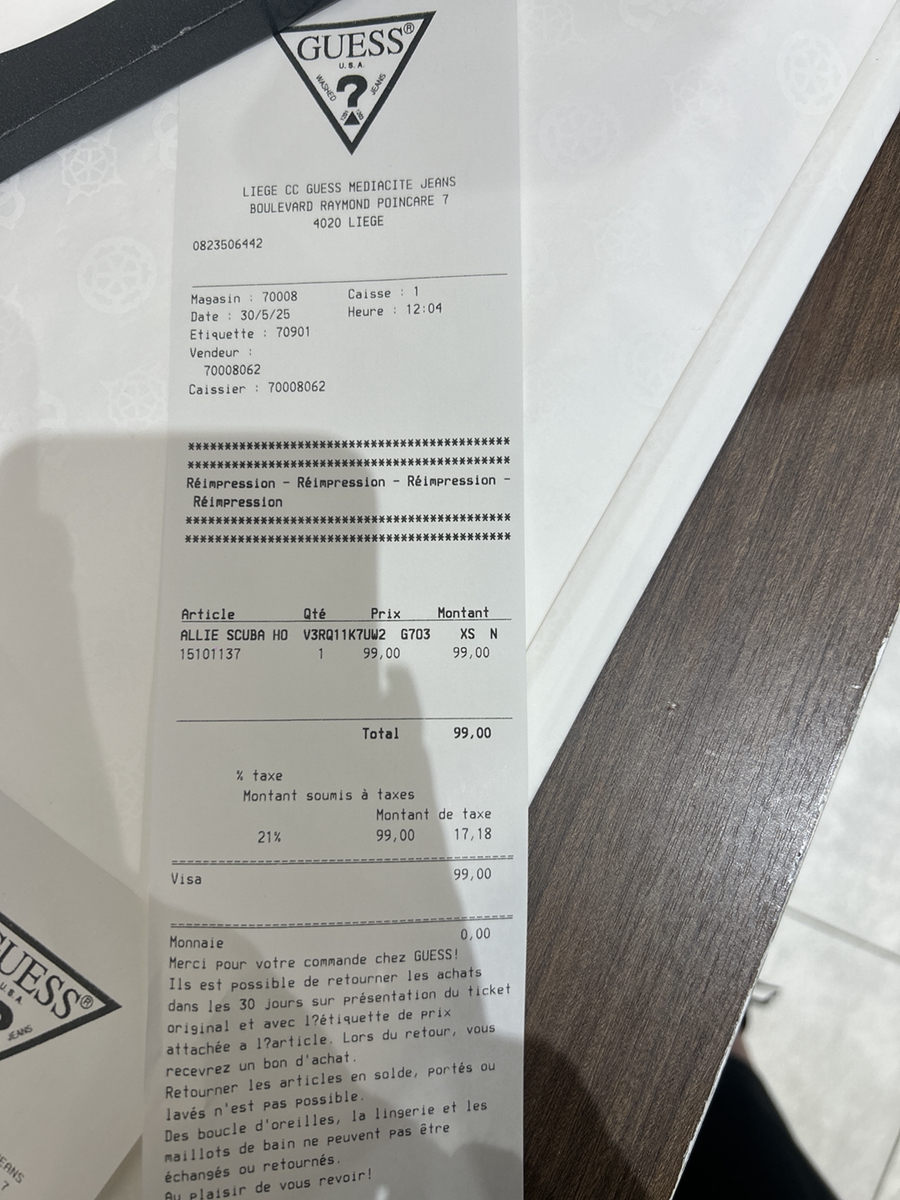 GUESS®
U.S.A.
WASHED JEANS
?
LIEGE CC GUESS MEDIACITE JEANS
BOULEVARD RAYMOND POINCARE 7
4020 LIEGE
0823506442
Magasin : 70008 Caisse : 1
Date : 30/5/25 Heure : 12:04
Etiquette : 70901
Vendeur :
70008062
Caissier : 70008062
***********************************
***********************************
Réimpression - Réimpression - Réimpression -
Réimpression
***********************************
***********************************
Article Qté Prix Montant
ALLIE SCUBA HO V3RQ11K7UW2 G703 XS N
15101137 1 99,00 99,00
Total 99,00
% taxe
Montant soumis à taxes
Montant de taxe
21% 99,00 17,18
Visa 99,00
Monnaie 0,00
Merci pour votre commande chez GUESS!
Ils est possible de retourner les achats
dans les 30 jours sur présentation du ticket
original et avec l?étiquette de prix
attachée a l?article. Lors du retour, vous
recevrez un bon d'achat.
Retourner les articles en solde, portés ou
lavés n'est pas possible.
Des boucle d'oreilles, la lingerie et les
maillots de bain ne peuvent pas être
échangés ou retournés.
Au plaisir de vous revoir!
GUESS®
U.S.A.
JEANS
?
EANS
7